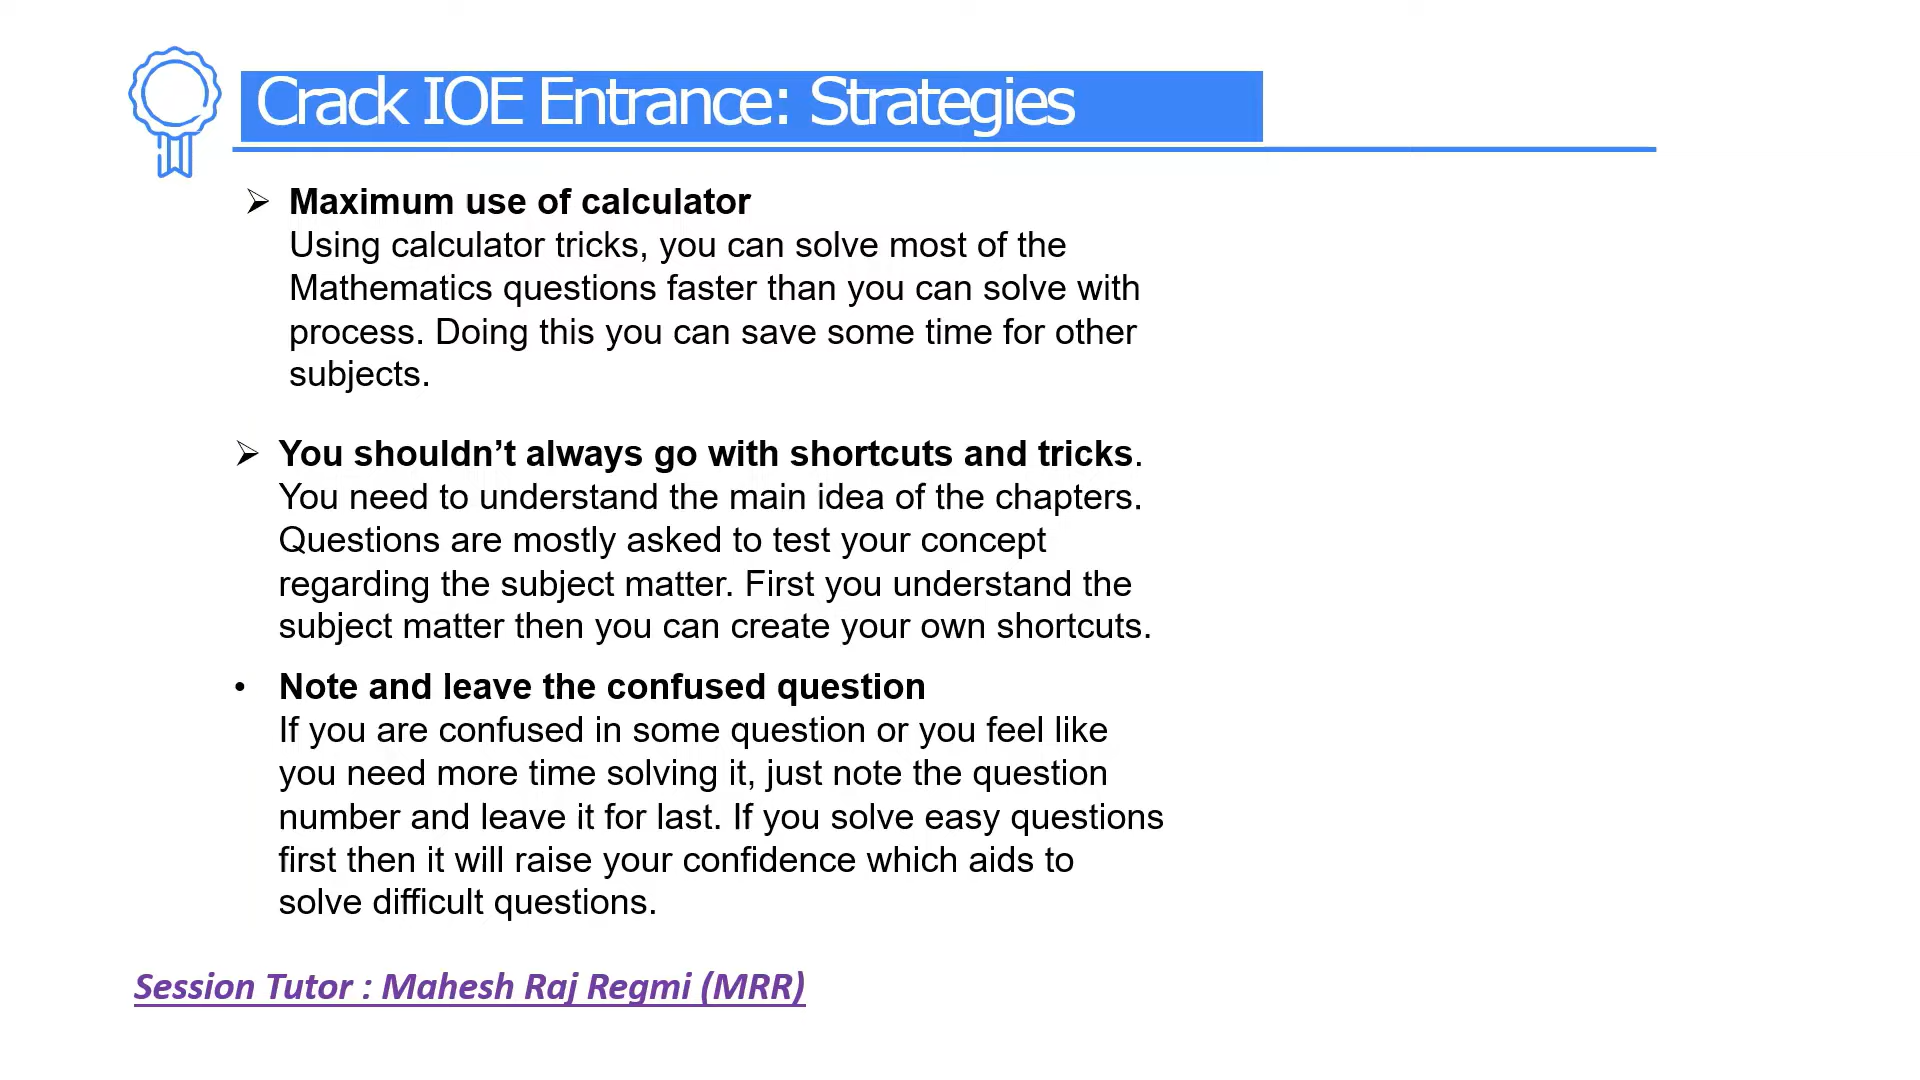 Crack IOE Entrance: Strategies
➢ Maximum use of calculator
Using calculator tricks, you can solve most of the
Mathematics questions faster than you can solve with
process. Doing this you can save some time for other
subjects.
➢ You shouldn’t always go with shortcuts and tricks.
You need to understand the main idea of the chapters.
Questions are mostly asked to test your concept
regarding the subject matter. First you understand the
subject matter then you can create your own shortcuts.
• Note and leave the confused question
If you are confused in some question or you feel like
you need more time solving it, just note the question
number and leave it for last. If you solve easy questions
first then it will raise your confidence which aids to
solve difficult questions.
Session Tutor : Mahesh Raj Regmi (MRR)